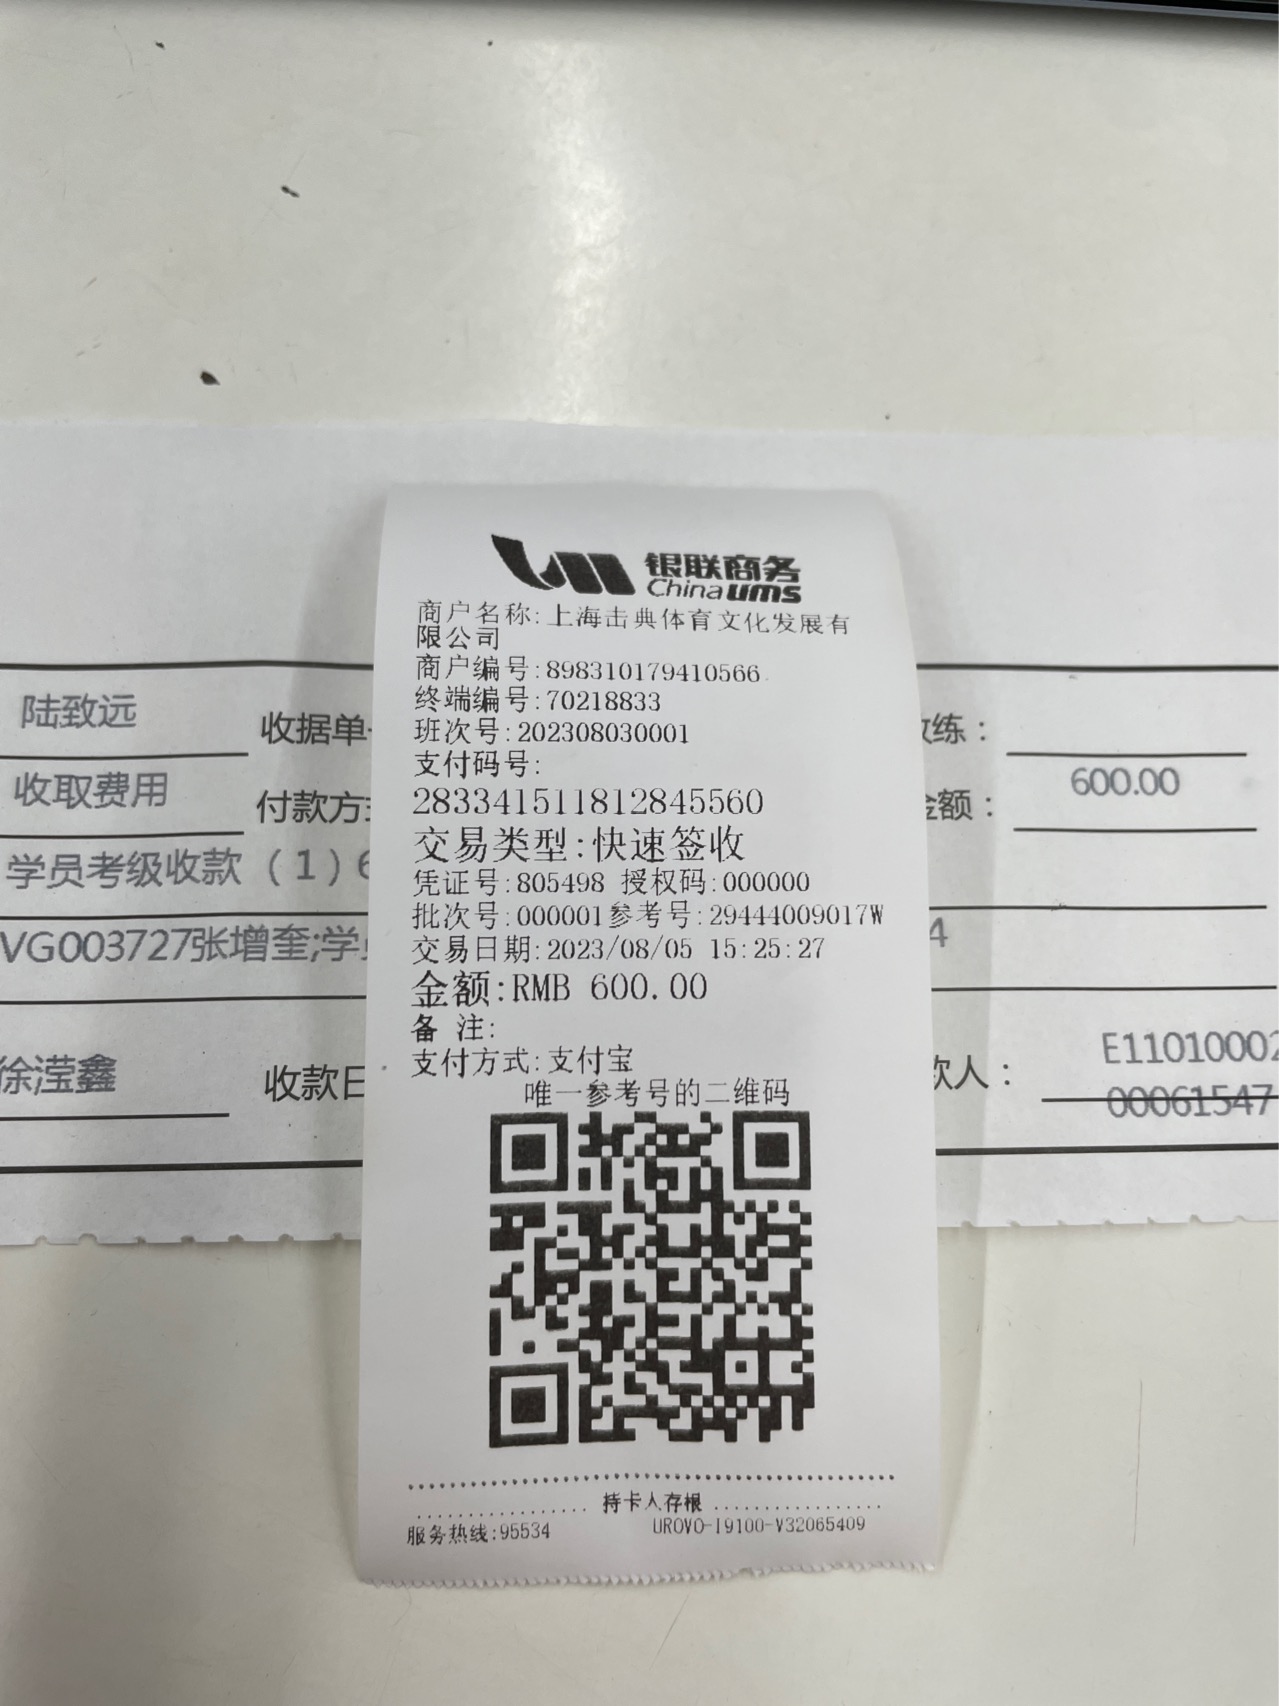 银联商务
China ums
商户名称:上海击典体育文化发展有
限公司
商户编号:898310179410566
终端编号:70218833
班次号:202308030001
支付码号:
283341511812845560
交易类型:快速签收
凭证号:805498 授权码:000000
批次号:000001参考号:29444009017W
交易日期:2023/08/05 15:25:27
金额:RMB 600.00
备 注:
支付方式:支付宝
唯一参考号的二维码
持卡人存根
服务热线:95534 UROVO-I9100-V32065409
陆致远 收据单 练:
收取费用 付款方 金额: 600.00
学员考级收款(1)6
VG003727张增奎;学 4
徐滢鑫 收款日 款人: E11010002
00061547